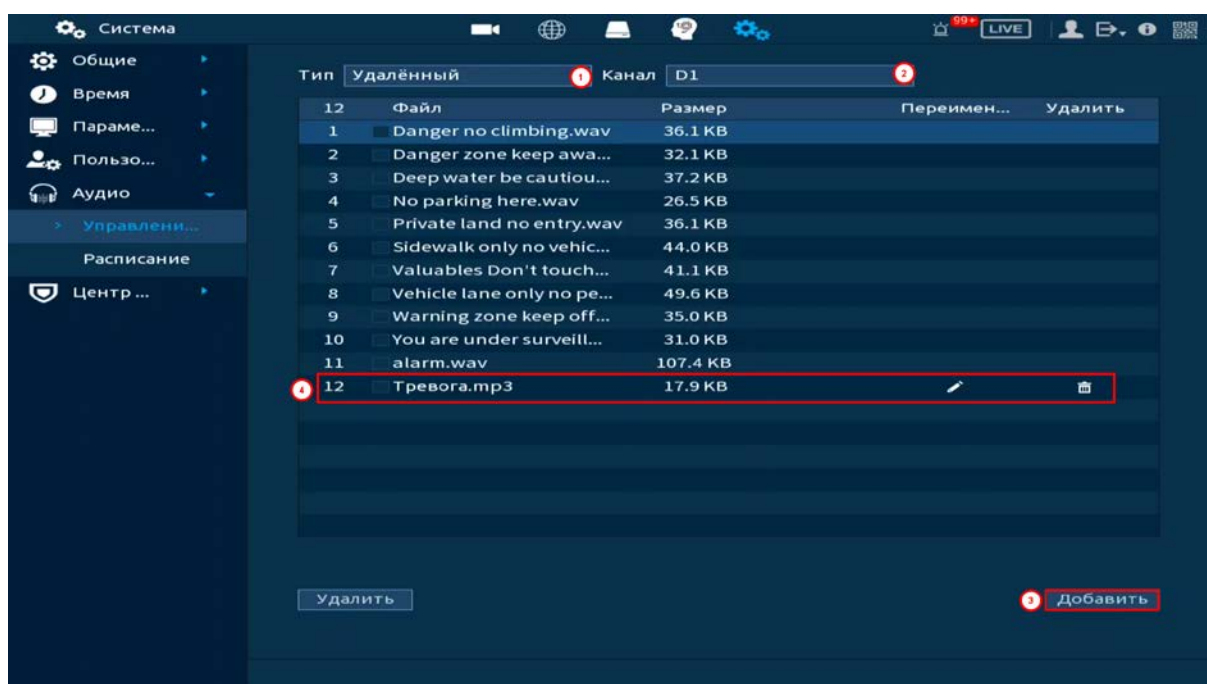 Система
99+ LIVE
Общие
Время
Параме...
Пользо...
Аудио
> Управлени...
Расписание
Центр ...
Тип Удалённый 1 Канал D1 2
12 Файл Размер Переимен... Удалить
1 Danger no climbing.wav 36.1 KB
2 Danger zone keep awa... 32.1 KB
3 Deep water be cautiou... 37.2 KB
4 No parking here.wav 26.5 KB
5 Private land no entry.wav 36.1 KB
6 Sidewalk only no vehic... 44.0 KB
7 Valuables Don't touch... 41.1 KB
8 Vehicle lane only no pe... 49.6 KB
9 Warning zone keep off... 35.0 KB
10 You are under surveill... 31.0 KB
11 alarm.wav 107.4 KB
4 12 Тревога.mp3 17.9 KB
Удалить 3 Добавить